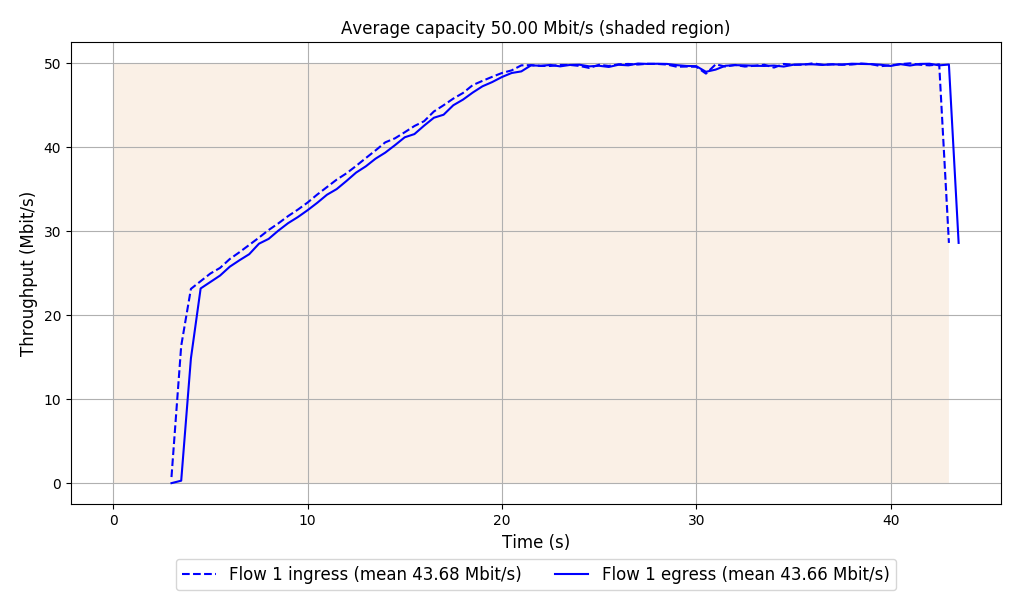 Average capacity 50.00 Mbit/s (shaded region)
Throughput (Mbit/s)
50
40
30
20
10
0
0 10 20 30 40
Time (s)
Flow 1 ingress (mean 43.68 Mbit/s) Flow 1 egress (mean 43.66 Mbit/s)